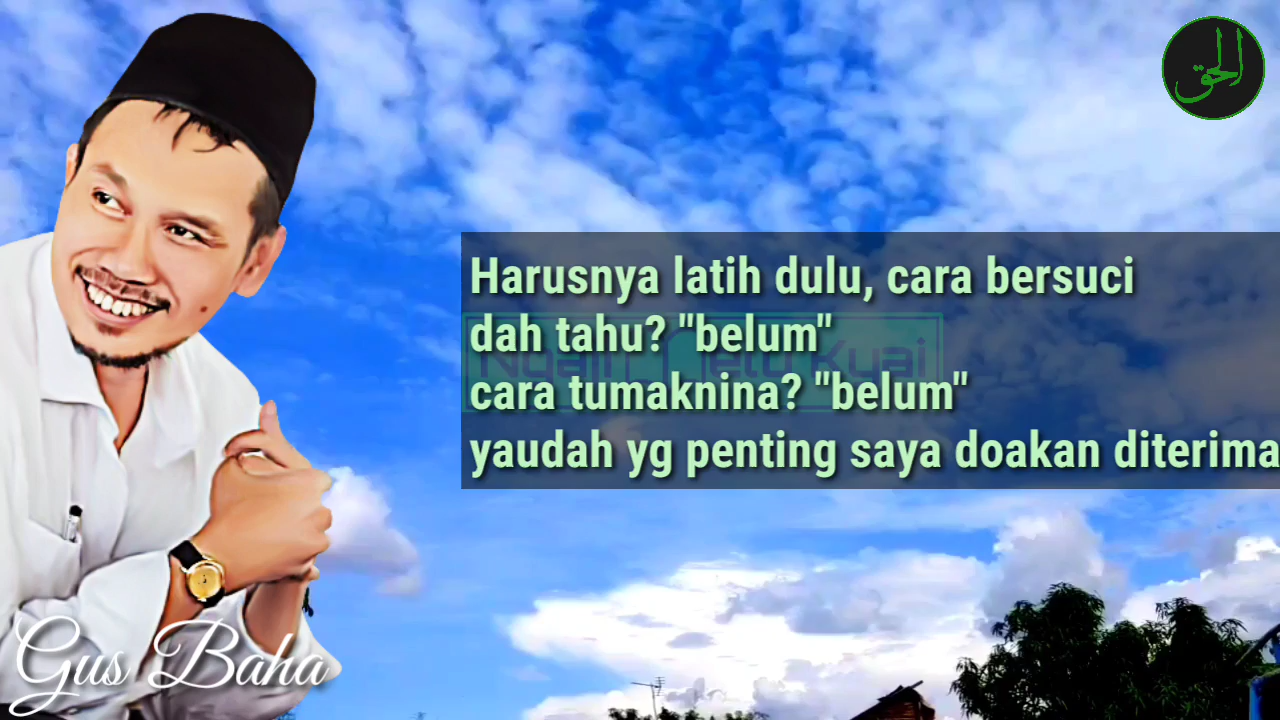 الحق
Harusnya latih dulu, cara bersuci
dah tahu? "belum"
cara tumaknina? "belum"
yaudah yg penting saya doakan diterima
Gus Baha